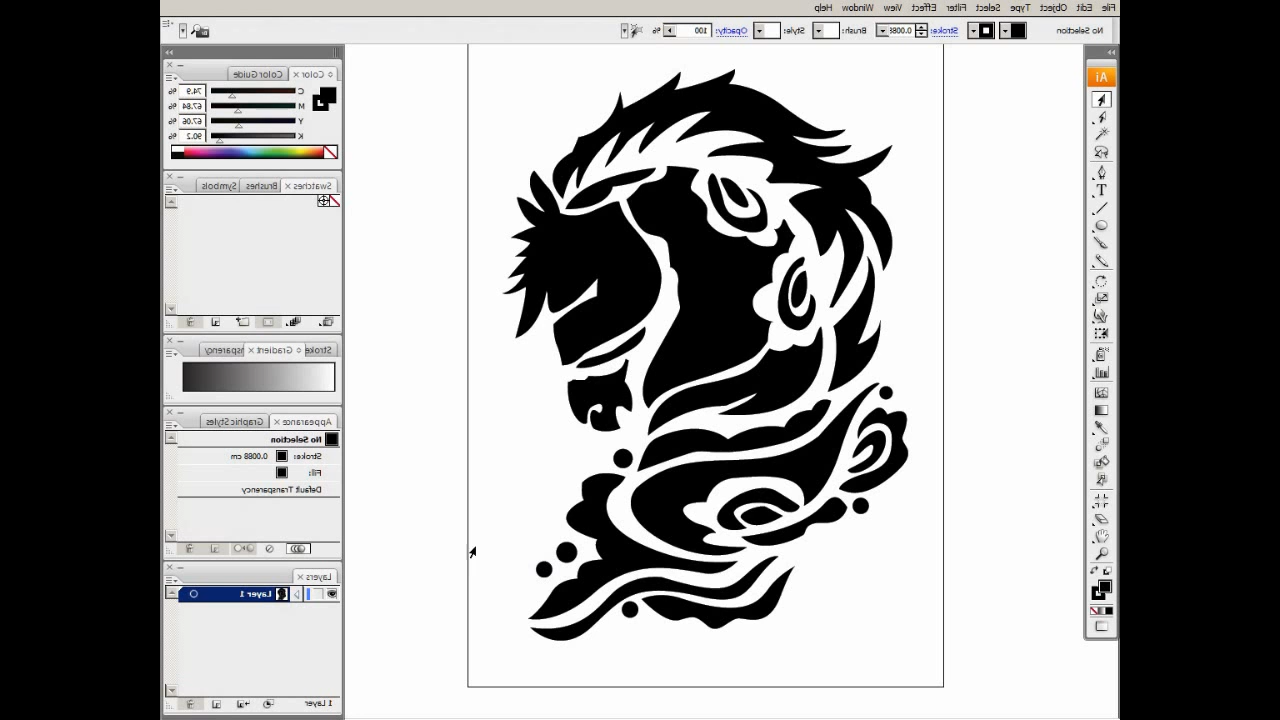 File Edit Object Type Select Filter Effect View Window Help
No Selection Stroke: 0.0088 Brush: Style: Opacity: 100 %
Ai
T
Color Color Guide
C 74.9 %
M 67.84 %
Y 67.06 %
K 90.2 %
Swatches Brushes Symbols
Stroke Gradient
Appearance Graphic Styles
No Selection
Stroke: 0.0088 cm
Fill:
Default Transparency
Layers
Layer 1
1 Layer